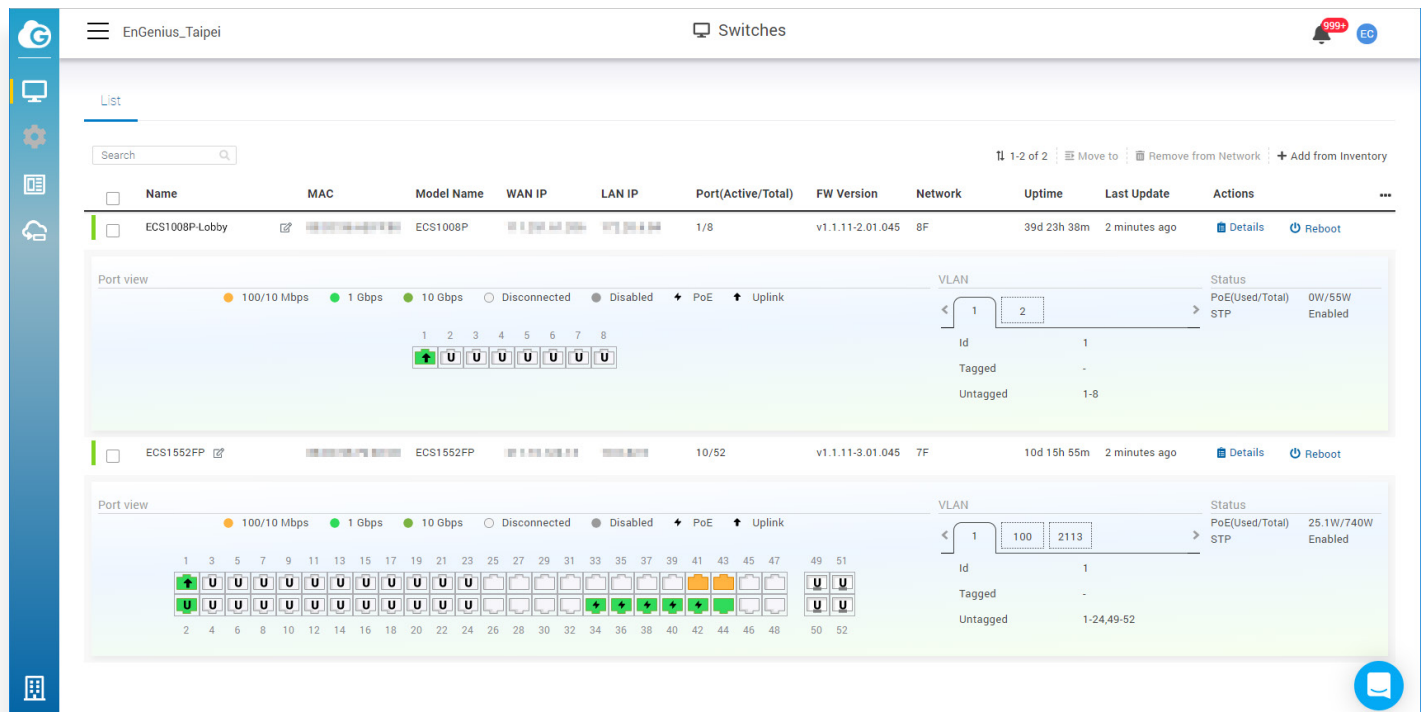 EnGenius_Taipei
Switches
999+
EC
List
Search
1-2 of 2 Move to Remove from Network + Add from Inventory
Name MAC Model Name WAN IP LAN IP Port(Active/Total) FW Version Network Uptime Last Update Actions
ECS1008P-Lobby ECS1008P 1/8 v1.1.11-2.01.045 8F 39d 23h 38m 2 minutes ago Details Reboot
Port view VLAN Status
100/10 Mbps 1 Gbps 10 Gbps Disconnected Disabled PoE Uplink
< 1 2 >
PoE(Used/Total) 0W/55W
STP Enabled
1 2 3 4 5 6 7 8
U U U U U U U
Id 1
Tagged -
Untagged 1-8
ECS1552FP ECS1552FP 10/52 v1.1.11-3.01.045 7F 10d 15h 55m 2 minutes ago Details Reboot
Port view VLAN Status
100/10 Mbps 1 Gbps 10 Gbps Disconnected Disabled PoE Uplink
< 1 100 2113 >
PoE(Used/Total) 25.1W/740W
STP Enabled
1 3 5 7 9 11 13 15 17 19 21 23 25 27 29 31 33 35 37 39 41 43 45 47 49 51
U U U U U U U U U U U U U
U U U U U U U U U U U U U U
2 4 6 8 10 12 14 16 18 20 22 24 26 28 30 32 34 36 38 40 42 44 46 48 50 52
Id 1
Tagged -
Untagged 1-24,49-52